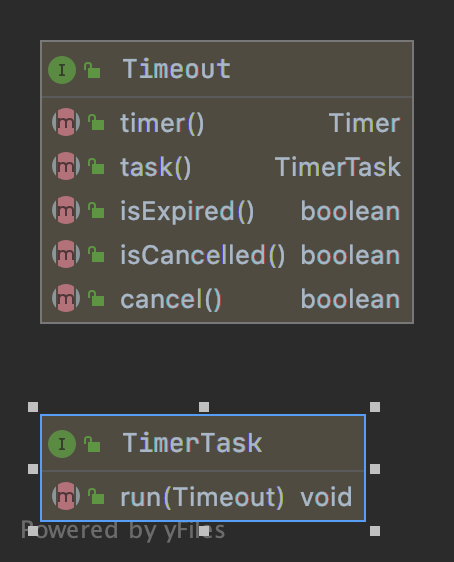 I Timeout
m timer() Timer
m task() TimerTask
m isExpired() boolean
m isCancelled() boolean
m cancel() boolean
I TimerTask
m run(Timeout) void
Powered by yFiles